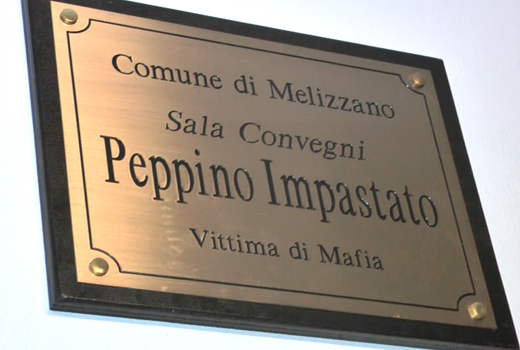 Comune di Melizzano
Sala Convegni
Peppino Impastato
Vittima di Mafia